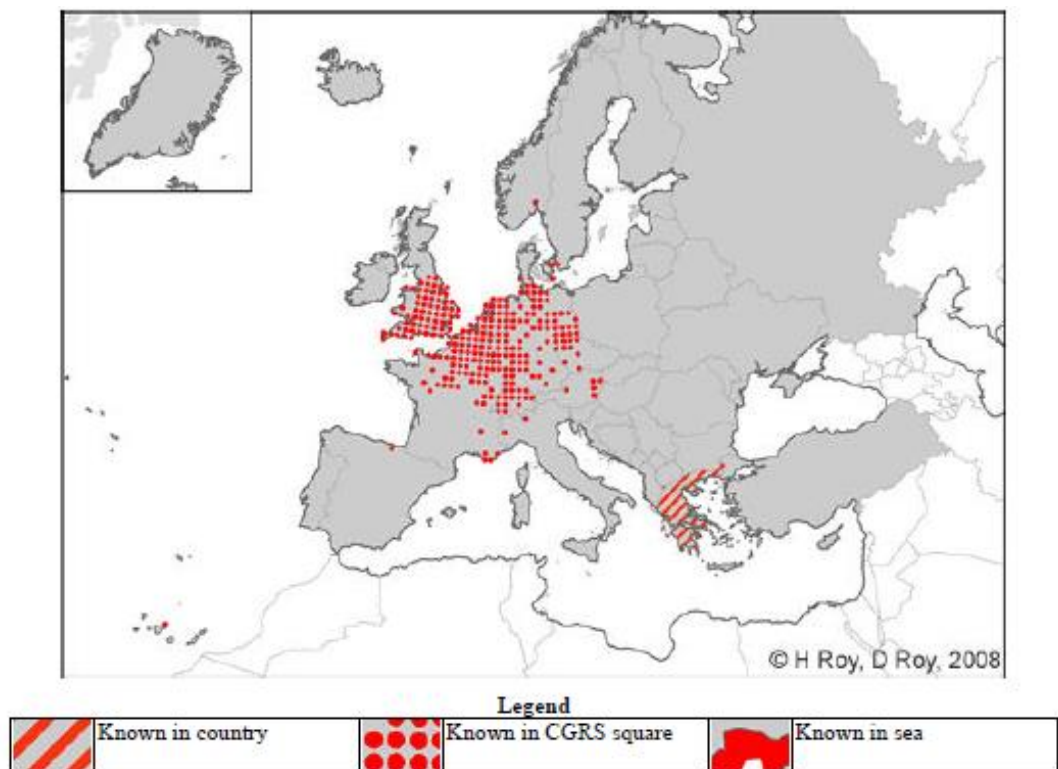 © H Roy, D Roy, 2008
Legend
Known in country
Known in CGRS square
Known in sea